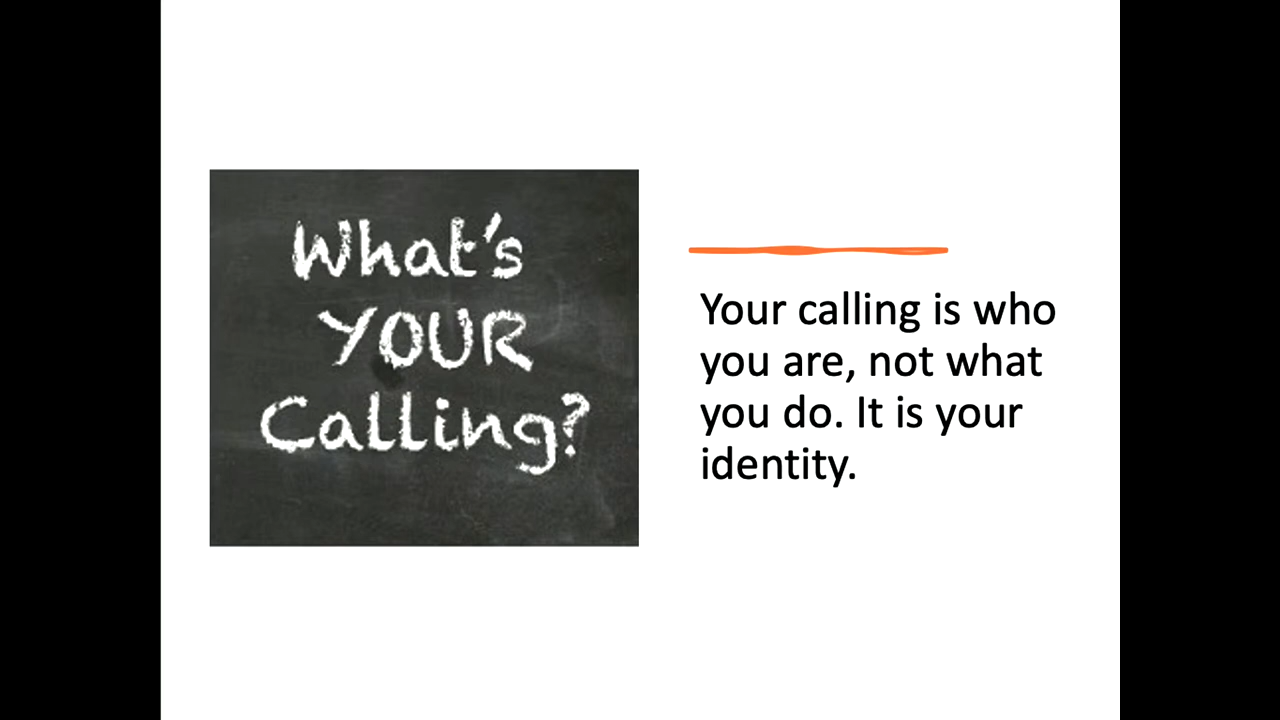 What's
YOUR
Calling?
Your calling is who
you are, not what
you do. It is your
identity.